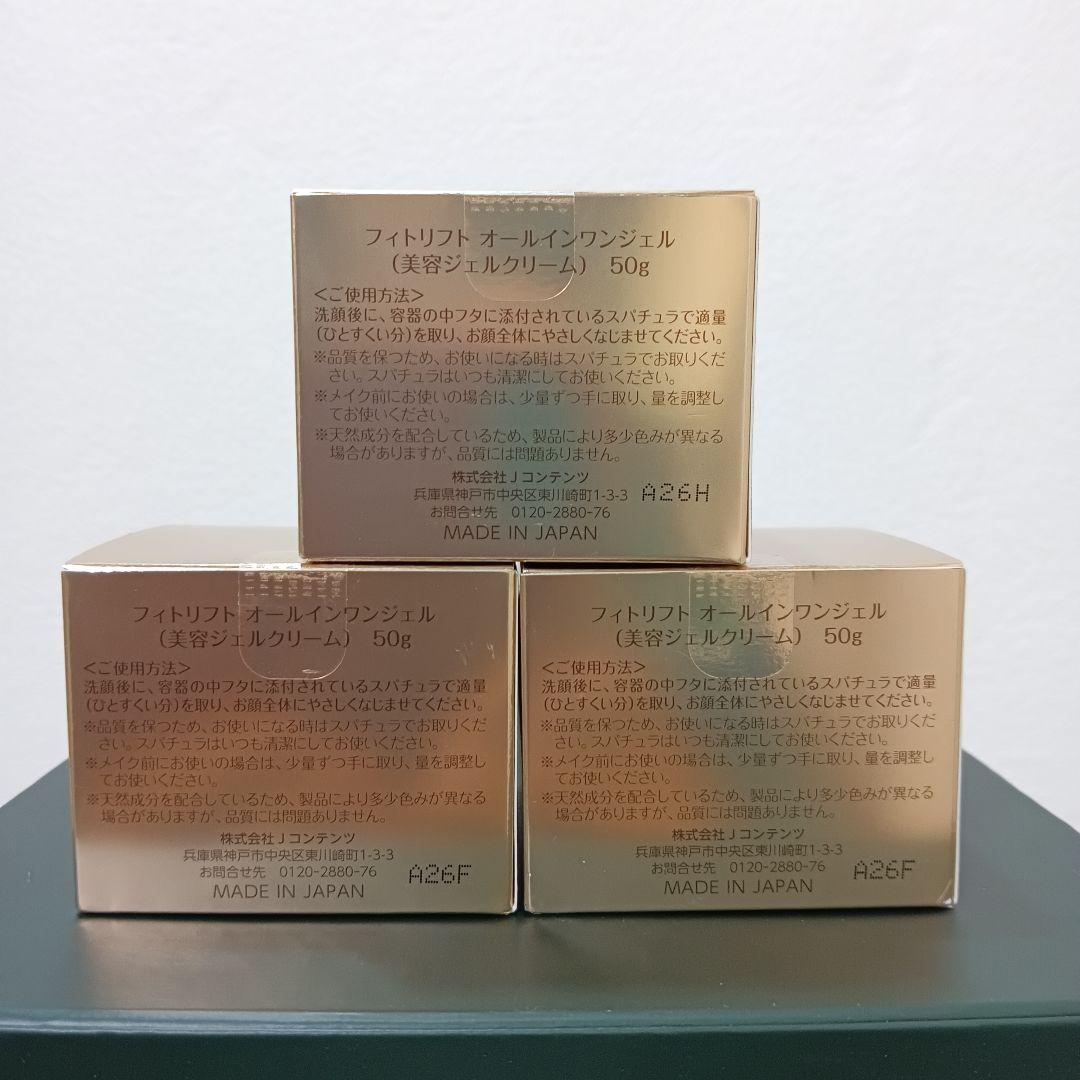 フィトリフト オールインワンジェル
（美容ジェルクリーム） 50g
＜ご使用方法＞
洗顔後に、容器の中フタに添付されているスパチュラで適量
（ひとすくい分）を取り、お顔全体にやさしくなじませてください。
※品質を保つため、お使いになる時はスパチュラでお取りくだ
さい。スパチュラはいつも清潔にしてお使いください。
※メイク前にお使いの場合は、少量ずつ手に取り、量を調整し
てお使いください。
※天然成分を配合しているため、製品により多少色みが異なる
場合がありますが、品質には問題ありません。
株式会社Jコンテンツ
兵庫県神戸市中央区東川崎町1-3-3 A26H
お問合せ先 0120-2880-76
MADE IN JAPAN
フィトリフト オールインワンジェル
（美容ジェルクリーム） 50g
＜ご使用方法＞
洗顔後に、容器の中フタに添付されているスパチュラで適量
（ひとすくい分）を取り、お顔全体にやさしくなじませてください。
※品質を保つため、お使いになる時はスパチュラでお取りくだ
さい。スパチュラはいつも清潔にしてお使いください。
※メイク前にお使いの場合は、少量ずつ手に取り、量を調整し
てお使いください。
※天然成分を配合しているため、製品により多少色みが異なる
場合がありますが、品質には問題ありません。
株式会社Jコンテンツ
兵庫県神戸市中央区東川崎町1-3-3
お問合せ先 0120-2880-76 A26F
MADE IN JAPAN
フィトリフト オールインワンジェル
（美容ジェルクリーム） 50g
＜ご使用方法＞
洗顔後に、容器の中フタに添付されているスパチュラで適量
（ひとすくい分）を取り、お顔全体にやさしくなじませてください。
※品質を保つため、お使いになる時はスパチュラでお取りくだ
さい。スパチュラはいつも清潔にしてお使いください。
※メイク前にお使いの場合は、少量ずつ手に取り、量を調整し
てお使いください。
※天然成分を配合しているため、製品により多少色みが異なる
場合がありますが、品質には問題ありません。
株式会社Jコンテンツ
兵庫県神戸市中央区東川崎町1-3-3
お問合せ先 0120-2880-76 A26F
MADE IN JAPAN